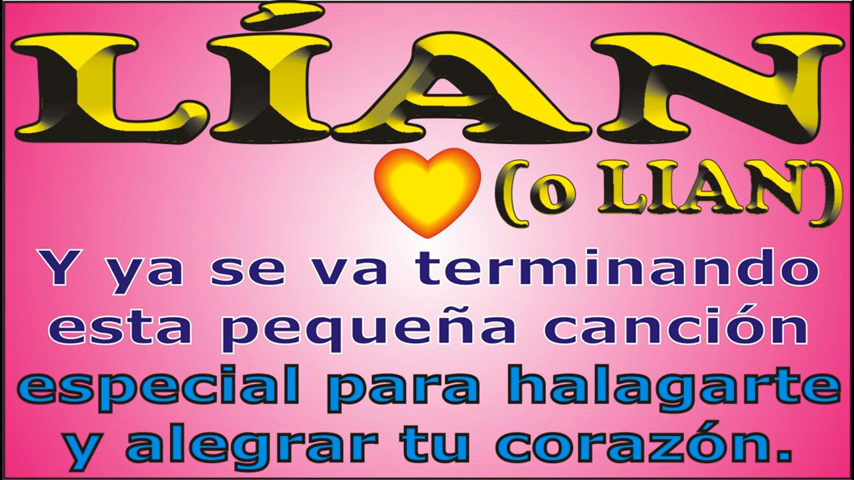 LÍAN
(o LIAN)
Y ya se va terminando
esta pequeña canción
especial para halagarte
y alegrar tu corazón.